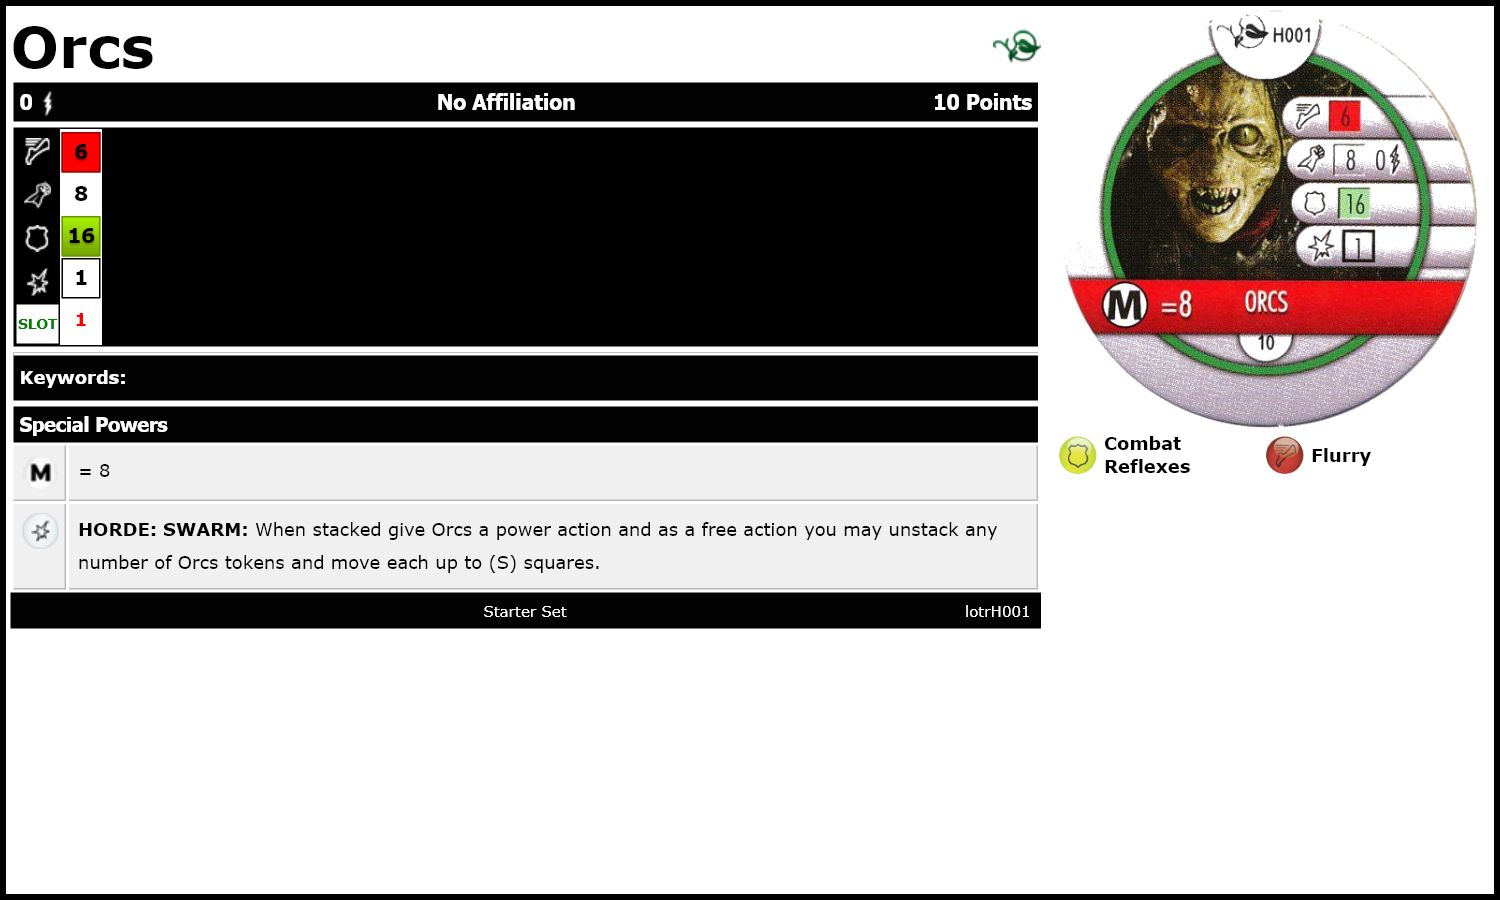 Orcs
0 No Affiliation 10 Points
6
8
16
1
SLOT 1
Keywords:
Special Powers
M = 8
HORDE: SWARM: When stacked give Orcs a power action and as a free action you may unstack any
number of Orcs tokens and move each up to (S) squares.
Starter Set lotrH001
H001
6
8 0
16
1
M =8 ORCS
10
Combat
Reflexes
Flurry